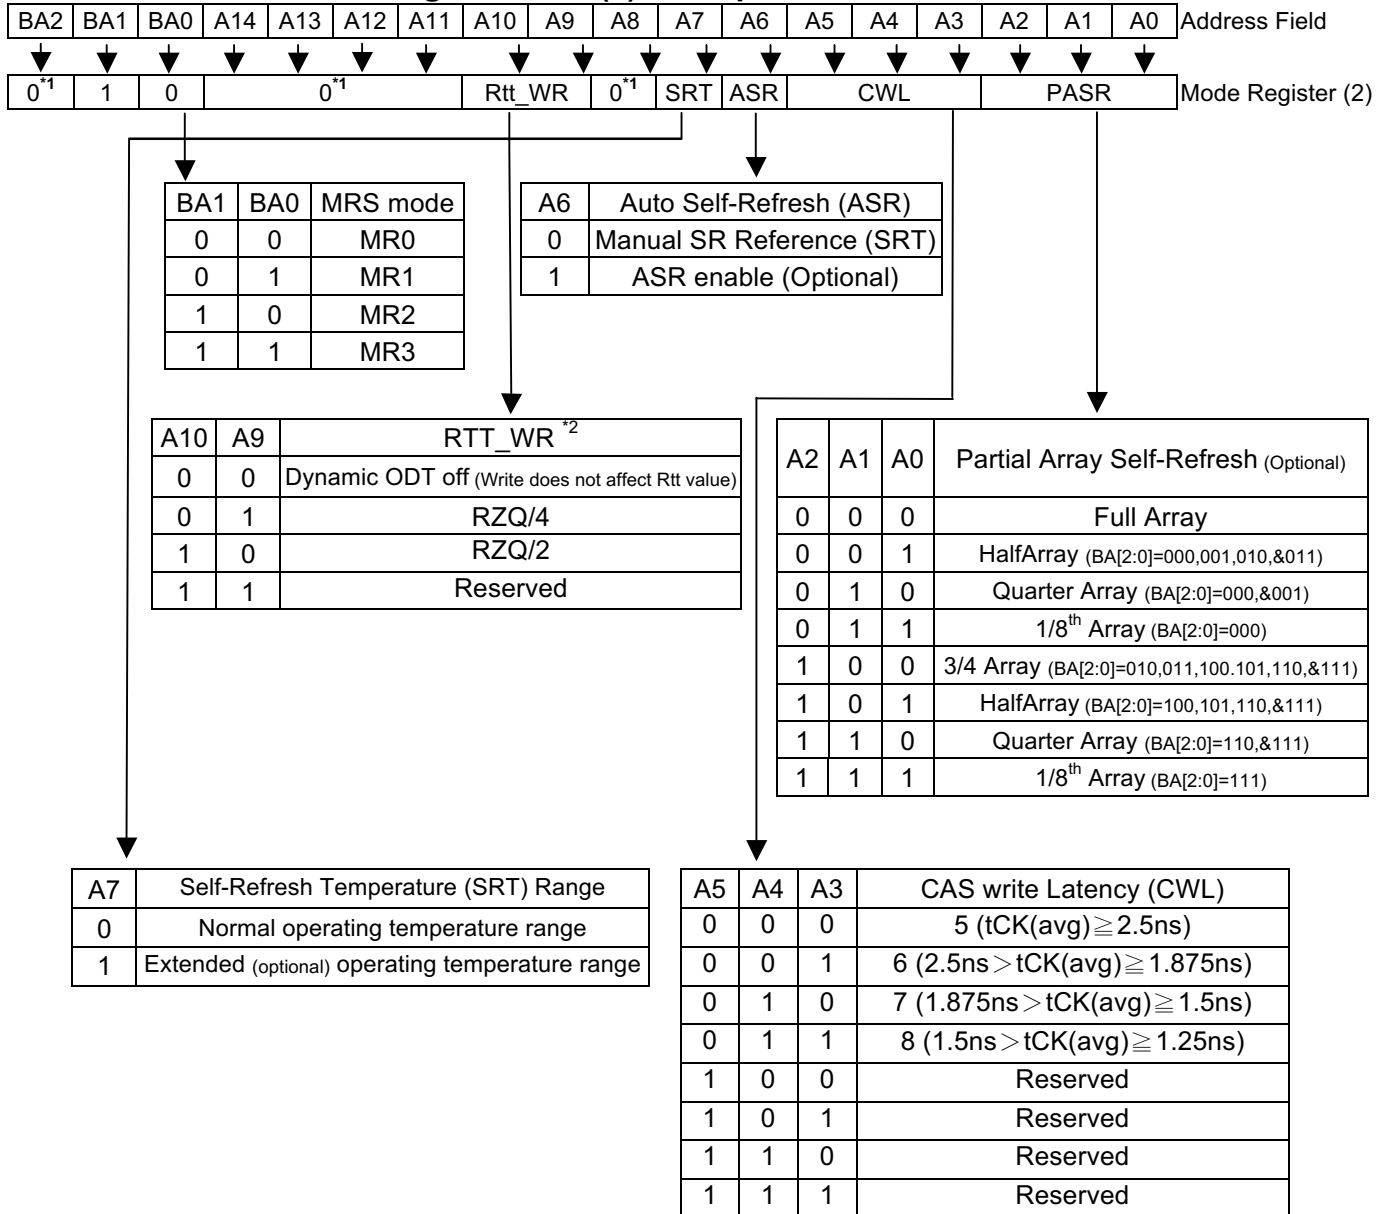 BA2 BA1 BA0 A14 A13 A12 A11 A10 A9 A8 A7 A6 A5 A4 A3 A2 A1 A0 Address Field
0*1 1 0 0*1 Rtt_WR 0*1 SRT ASR CWL PASR Mode Register (2)
BA1 BA0 MRS mode
0 0 MR0
0 1 MR1
1 0 MR2
1 1 MR3
A6 Auto Self-Refresh (ASR)
0 Manual SR Reference (SRT)
1 ASR enable (Optional)
A10 A9 RTT_WR *2
0 0 Dynamic ODT off (Write does not affect Rtt value)
0 1 RZQ/4
1 0 RZQ/2
1 1 Reserved
A2 A1 A0 Partial Array Self-Refresh (Optional)
0 0 0 Full Array
0 0 1 HalfArray (BA[2:0]=000,001,010,&011)
0 1 0 Quarter Array (BA[2:0]=000,&001)
0 1 1 1/8th Array (BA[2:0]=000)
1 0 0 3/4 Array (BA[2:0]=010,011,100.101,110,&111)
1 0 1 HalfArray (BA[2:0]=100,101,110,&111)
1 1 0 Quarter Array (BA[2:0]=110,&111)
1 1 1 1/8th Array (BA[2:0]=111)
A7 Self-Refresh Temperature (SRT) Range
0 Normal operating temperature range
1 Extended (optional) operating temperature range
A5 A4 A3 CAS write Latency (CWL)
0 0 0 5 (tCK(avg)≧2.5ns)
0 0 1 6 (2.5ns＞tCK(avg)≧1.875ns)
0 1 0 7 (1.875ns＞tCK(avg)≧1.5ns)
0 1 1 8 (1.5ns＞tCK(avg)≧1.25ns)
1 0 0 Reserved
1 0 1 Reserved
1 1 0 Reserved
1 1 1 Reserved